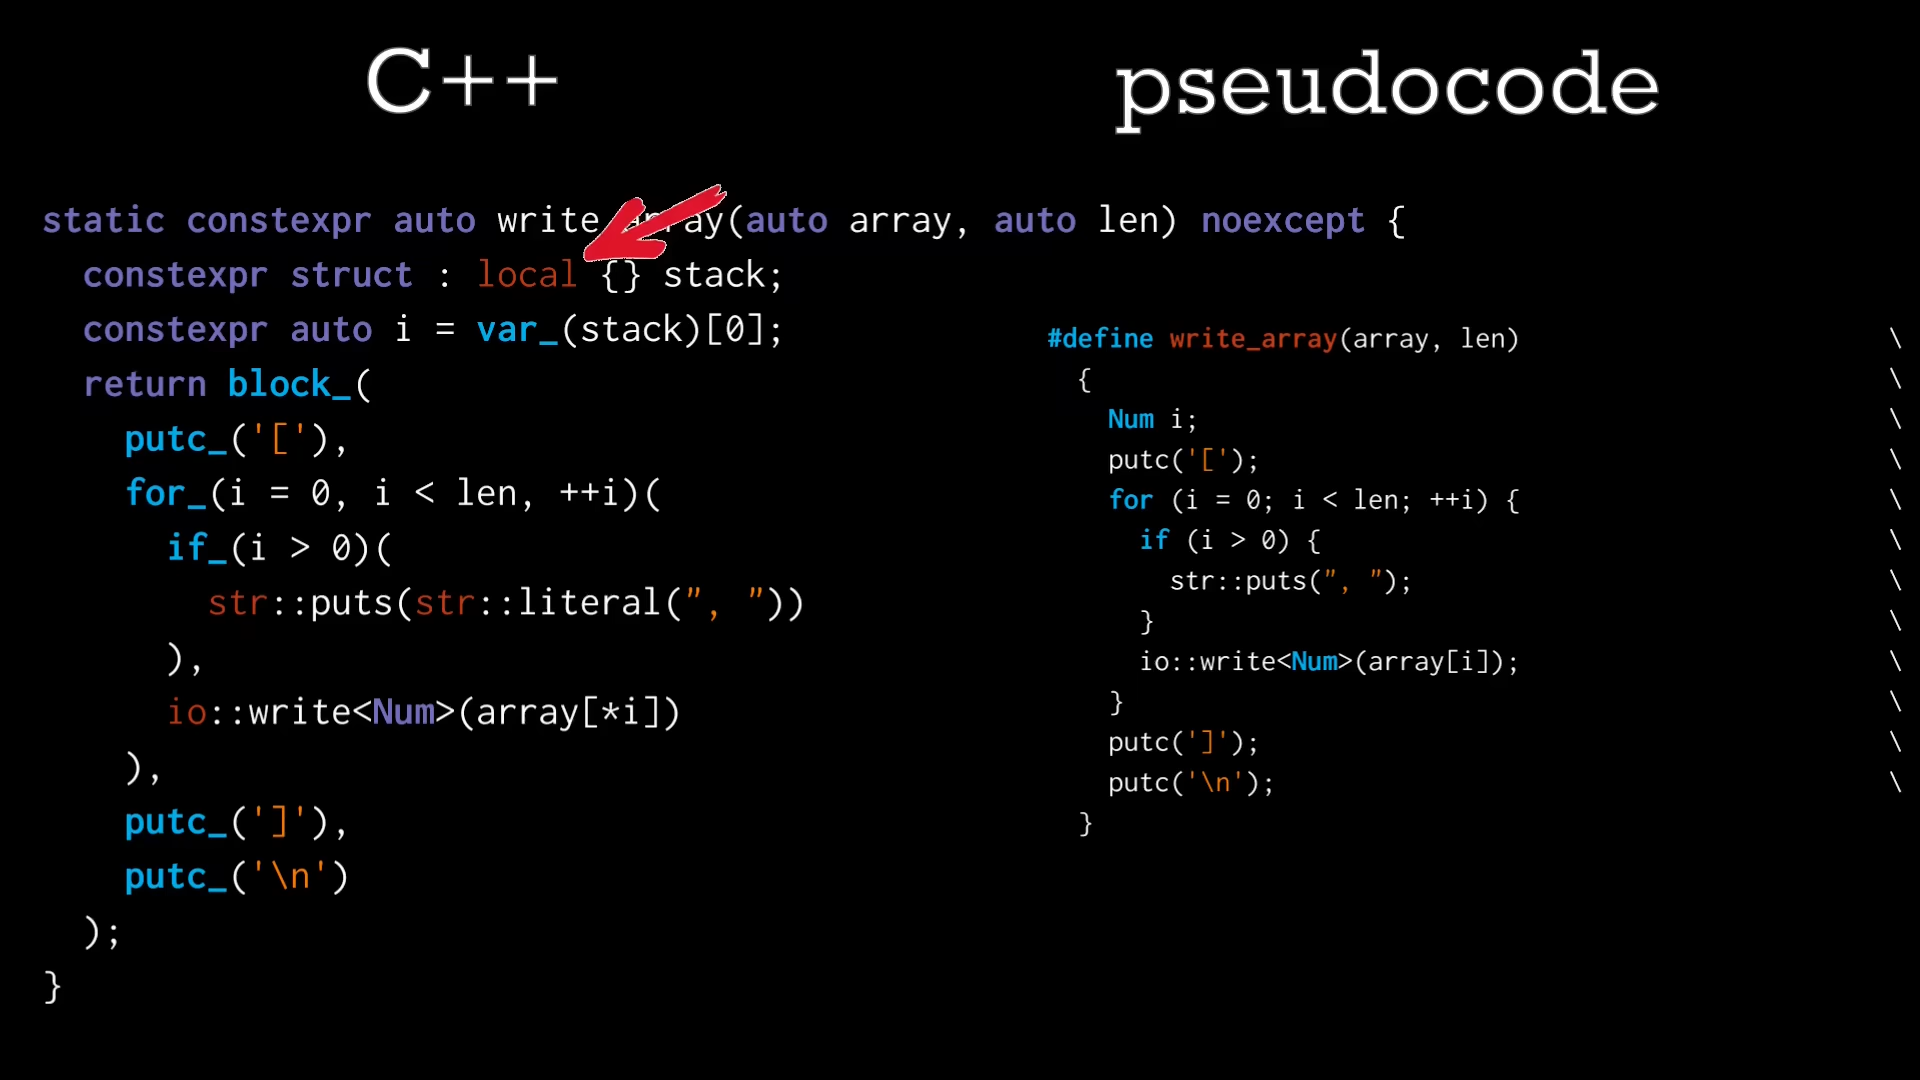 C++
static constexpr auto write_array(auto array, auto len) noexcept {
  constexpr struct : local {} stack;
  constexpr auto i = var_(stack)[0];
  return block_(
    putc_('['),
    for_(i = 0, i < len, ++i)(
      if_(i > 0)(
        str::puts(str::literal(", "))
      ),
      io::write<Num>(array[*i])
    ),
    putc_(']'),
    putc_('\n')
  );
}
pseudocode
#define write_array(array, len) \
  { \
    Num i; \
    putc('['); \
    for (i = 0; i < len; ++i) { \
      if (i > 0) { \
        str::puts(", "); \
      } \
      io::write<Num>(array[i]); \
    } \
    putc(']'); \
    putc('\n'); \
  }